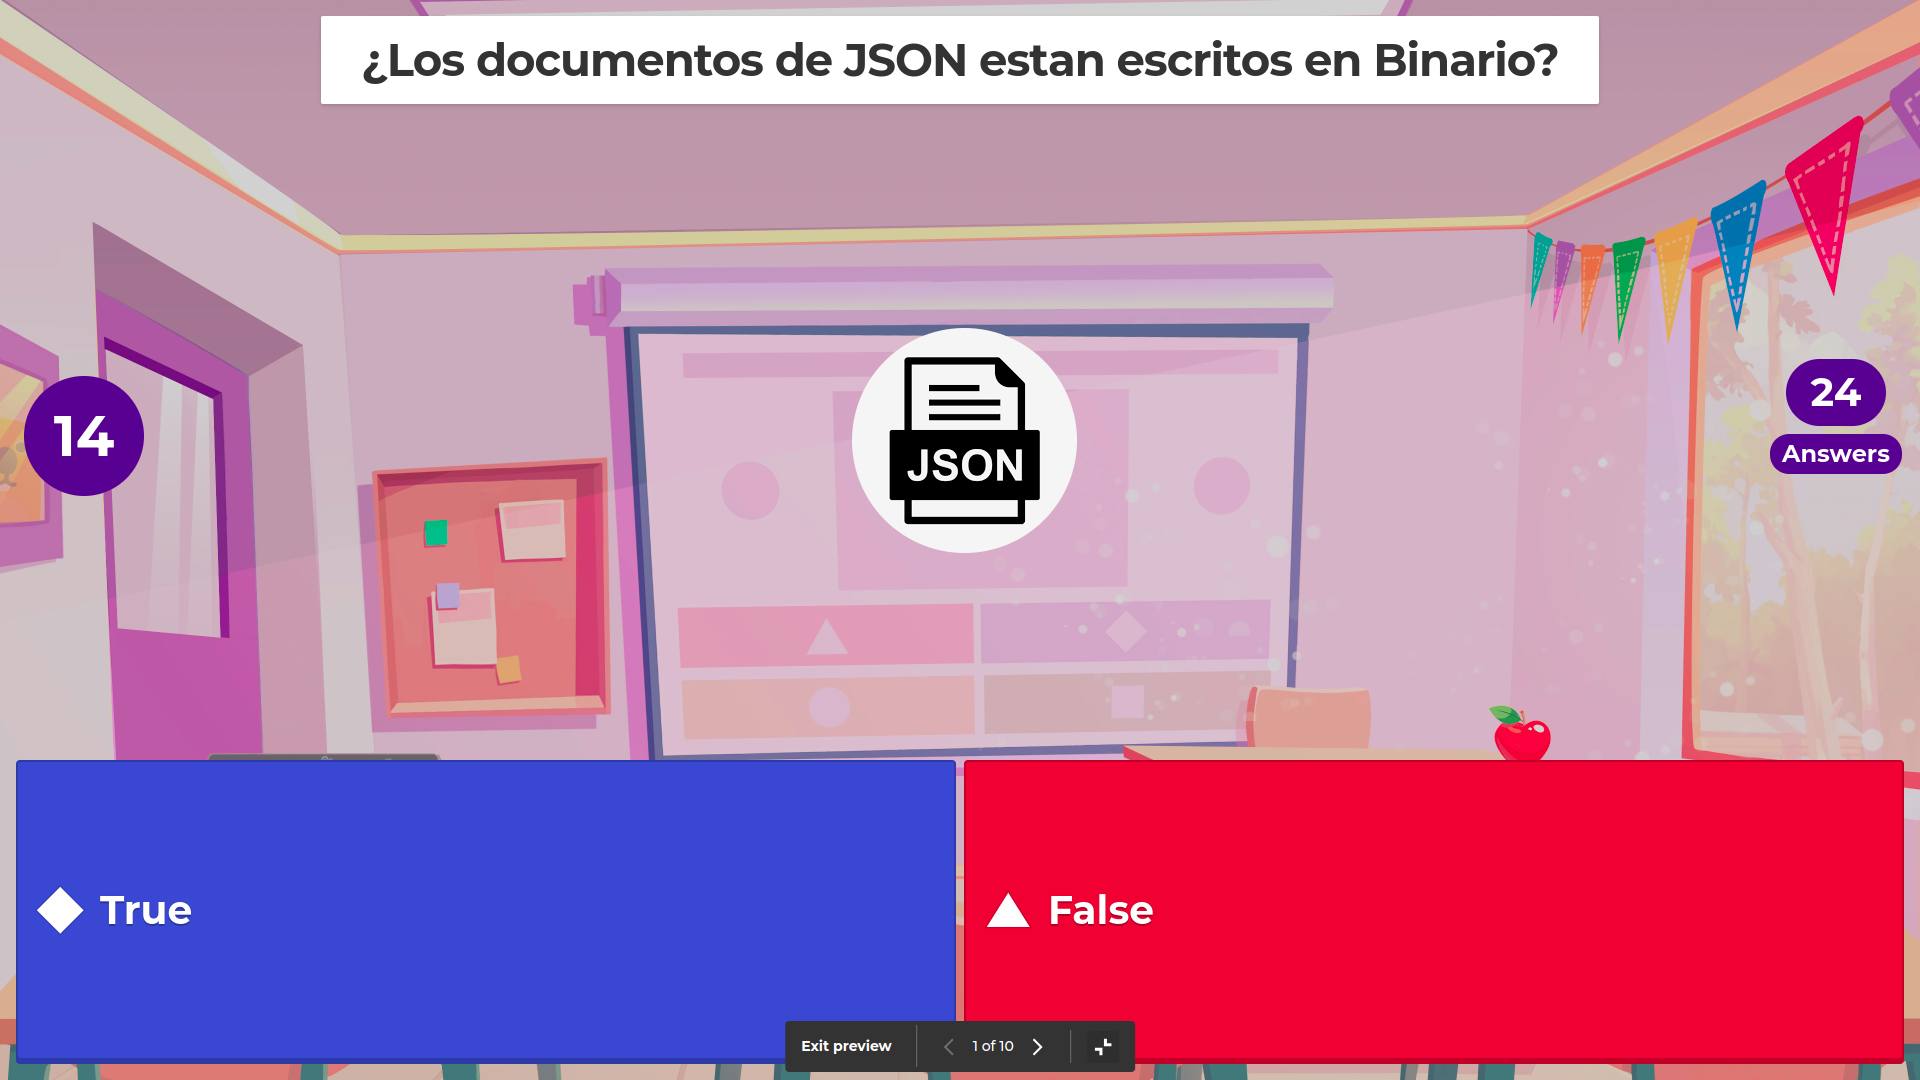 ¿Los documentos de JSON estan escritos en Binario?
14
24
Answers
JSON
True
False
Exit preview
1 of 10